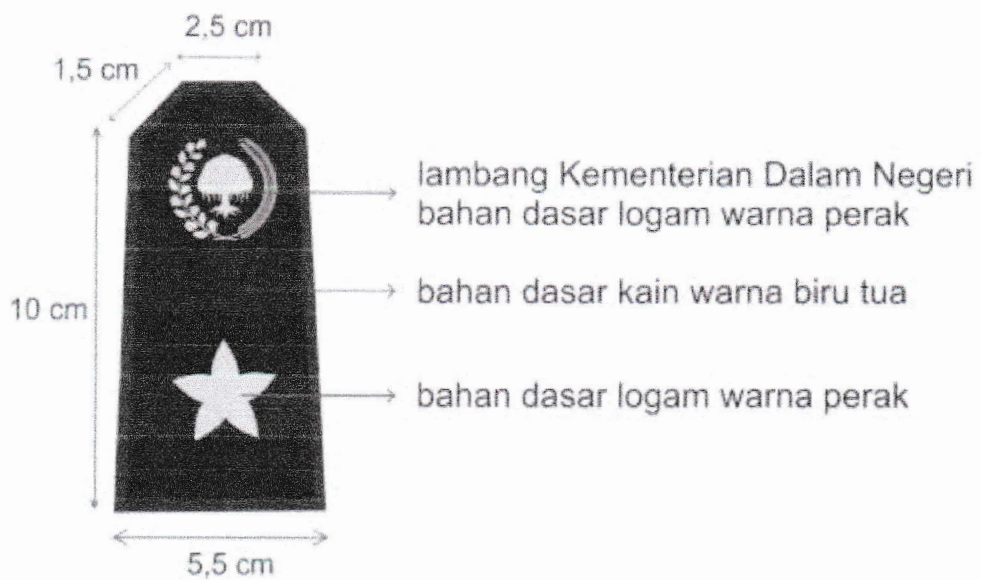 2,5 cm
1,5 cm
lambang Kementerian Dalam Negeri
bahan dasar logam warna perak
bahan dasar kain warna biru tua
10 cm
bahan dasar logam warna perak
5,5 cm